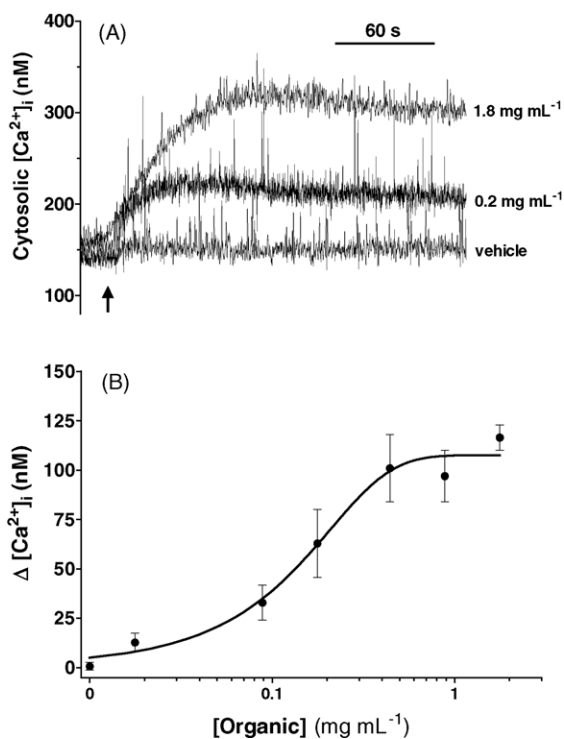 (A)
60 s
Cytosolic [Ca²⁺]ᵢ (nM)
400
300
200
100
1.8 mg mL⁻¹
0.2 mg mL⁻¹
vehicle
(B)
Δ [Ca²⁺]ᵢ (nM)
150
125
100
75
50
25
0
0 0.1 1
[Organic] (mg mL⁻¹)